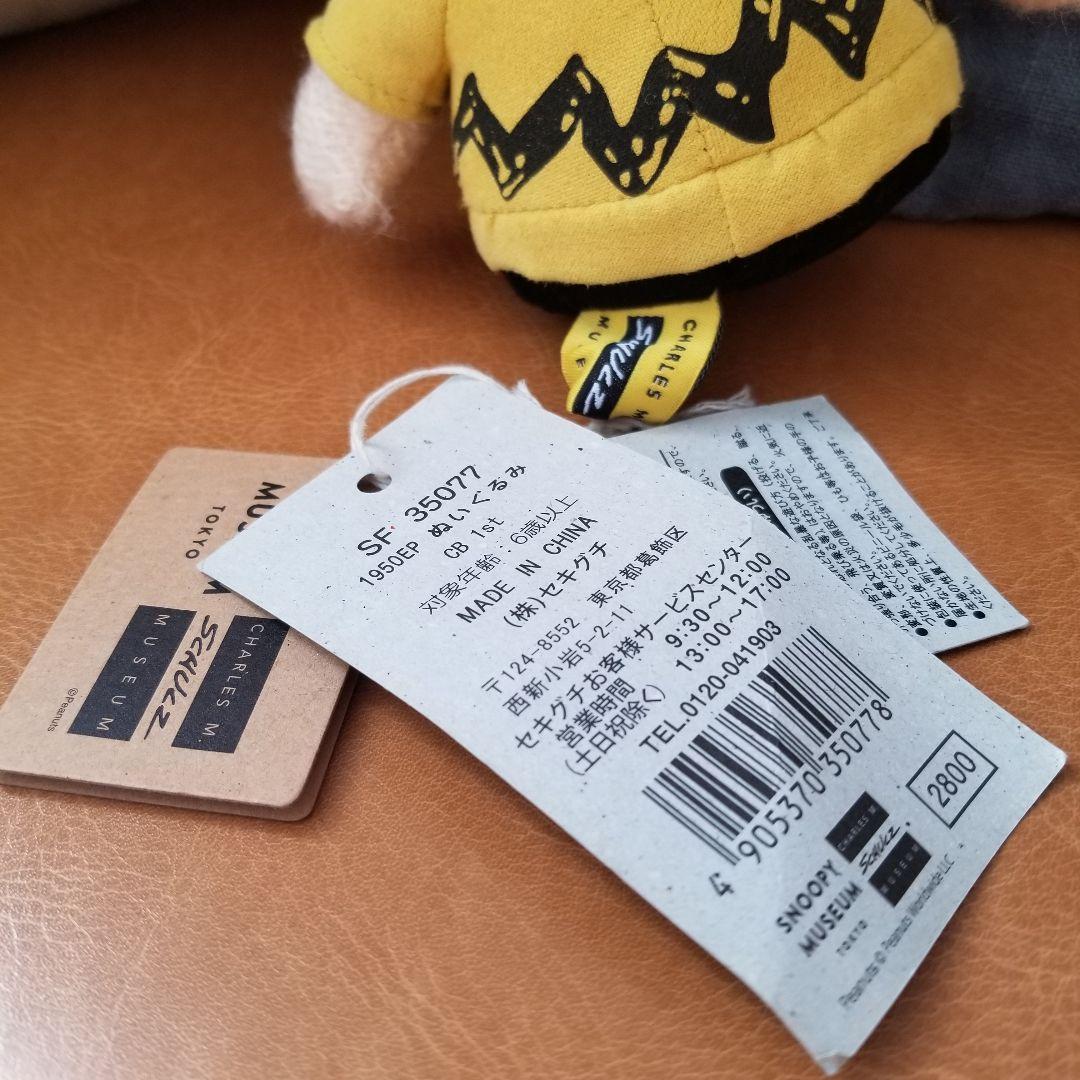 CHARLES M
SCHULZ
SF 35077
1950EP ぬいぐるみ
CB 1st
対象年齢：6歳以上
MADE IN CHINA
(株)セキグチ
〒124-8552 東京都葛飾区
西新小岩5-2-11
セキグチお客様サービスセンター
営業時間 9:30~12:00
(土日祝除く) 13:00~17:00
TEL.0120-041903
4 905370 350778
2800
SNOOPY
MUSEUM
TOKYO
CHARLES M
SCHULZ
MUSEUM
Peanuts © Peanuts Worldwide LLC
TOKYO
CHARLES M.
SCHULZ
MUSEUM
©Peanuts